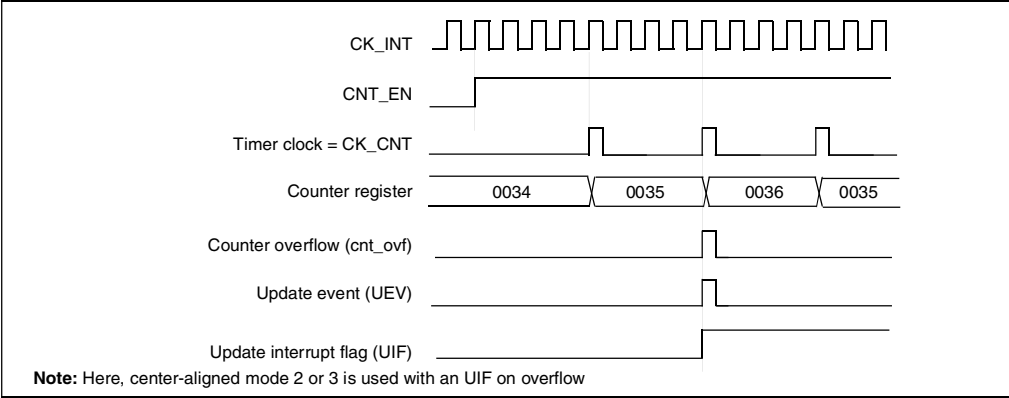 CK_INT
CNT_EN
Timer clock = CK_CNT
Counter register 0034 0035 0036 0035
Counter overflow (cnt_ovf)
Update event (UEV)
Update interrupt flag (UIF)
Note: Here, center-aligned mode 2 or 3 is used with an UIF on overflow